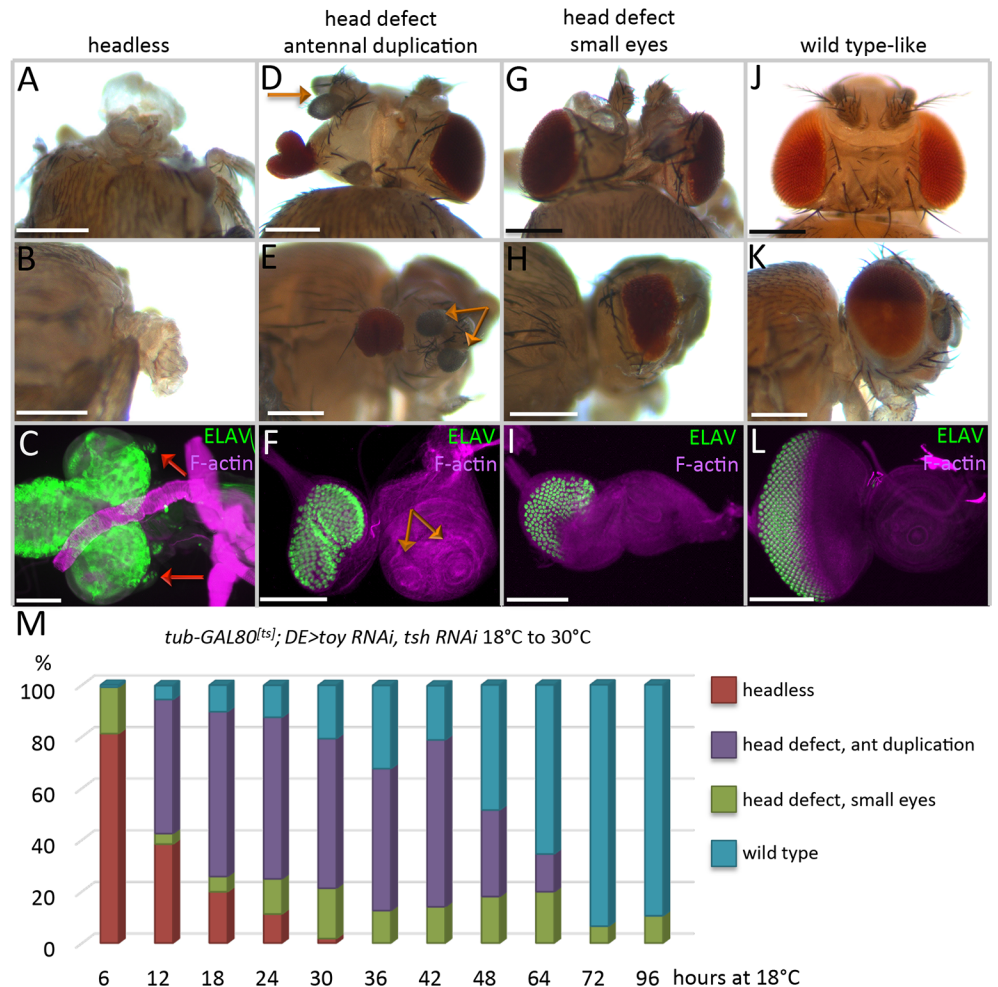 headless
head defect
antennal duplication
head defect
small eyes
wild type-like
A
D
G
J
B
E
H
K
C
ELAV
F-actin
F
ELAV
F-actin
I
ELAV
F-actin
L
ELAV
F-actin
M
tub-GAL80[ts]; DE>toy RNAi, tsh RNAi 18°C to 30°C
%
100
80
60
40
20
0
headless
head defect, ant duplication
head defect, small eyes
wild type
6 12 18 24 30 36 42 48 64 72 96 hours at 18°C